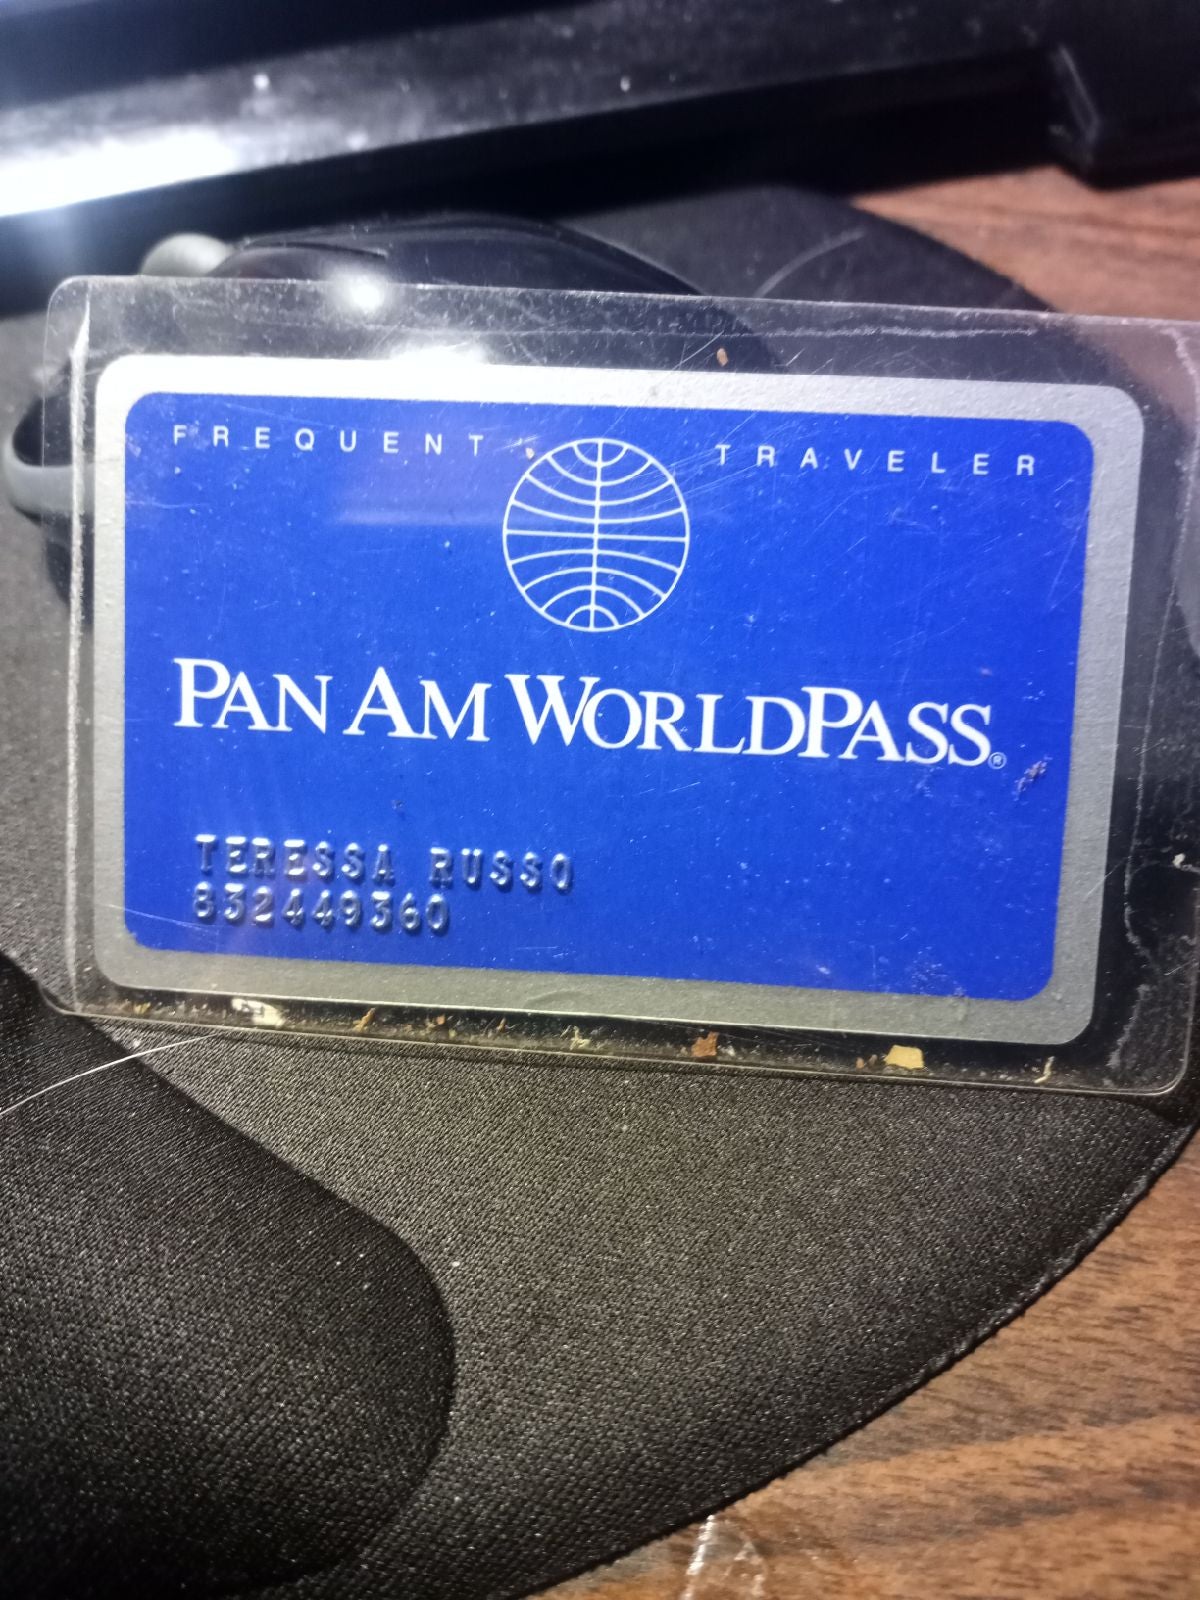 FREQUENT TRAVELER
PAN AM WORLDPASS®
TERESSA RUSSO
832449360